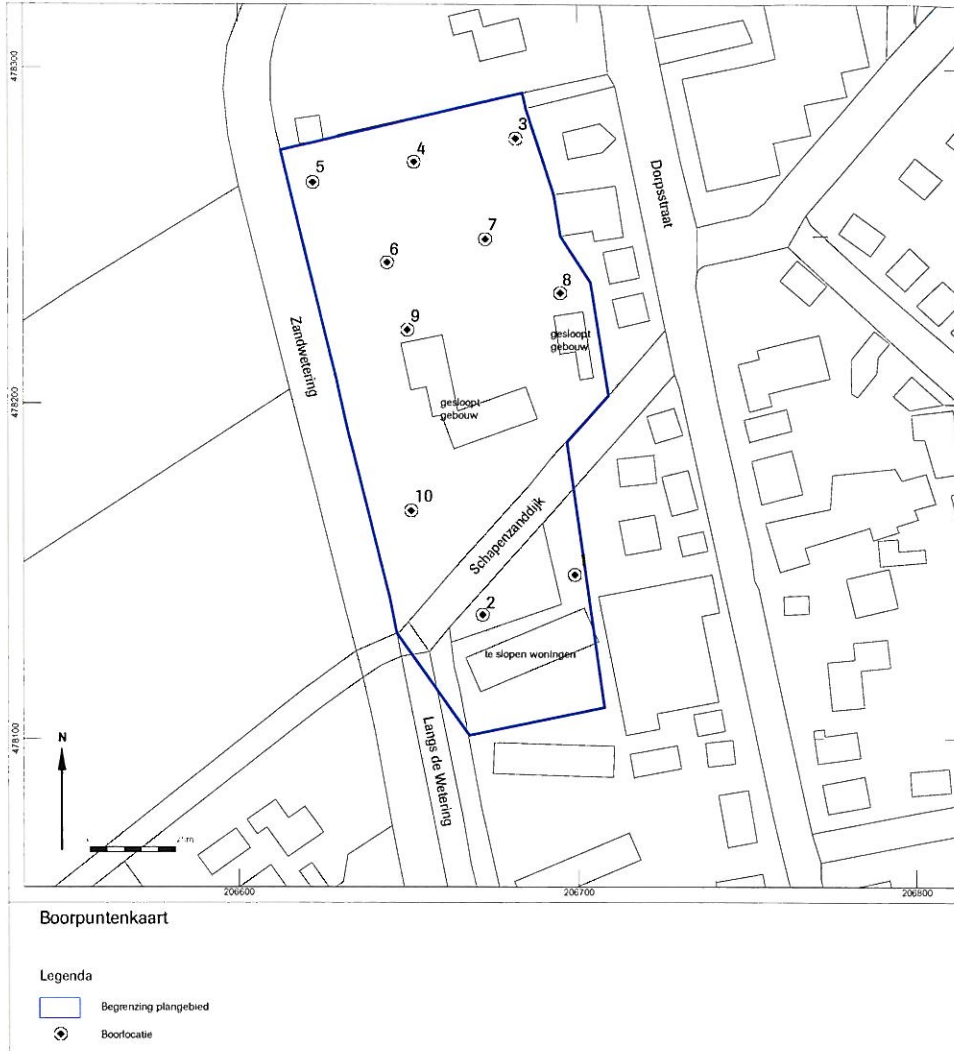 478300
3
4
5
Dorpsstraat
7
6
8
9
Zandwetering
gesloopt
gebouw
478200
gesloopt
gebouw
10
Schapenzanddijk
1
2
te slopen woningen
478100
N
Langs de Wetering
206600
206700
206800
Boorpuntenkaart
Legenda
Begrenzing plangebied
Boorlocatie